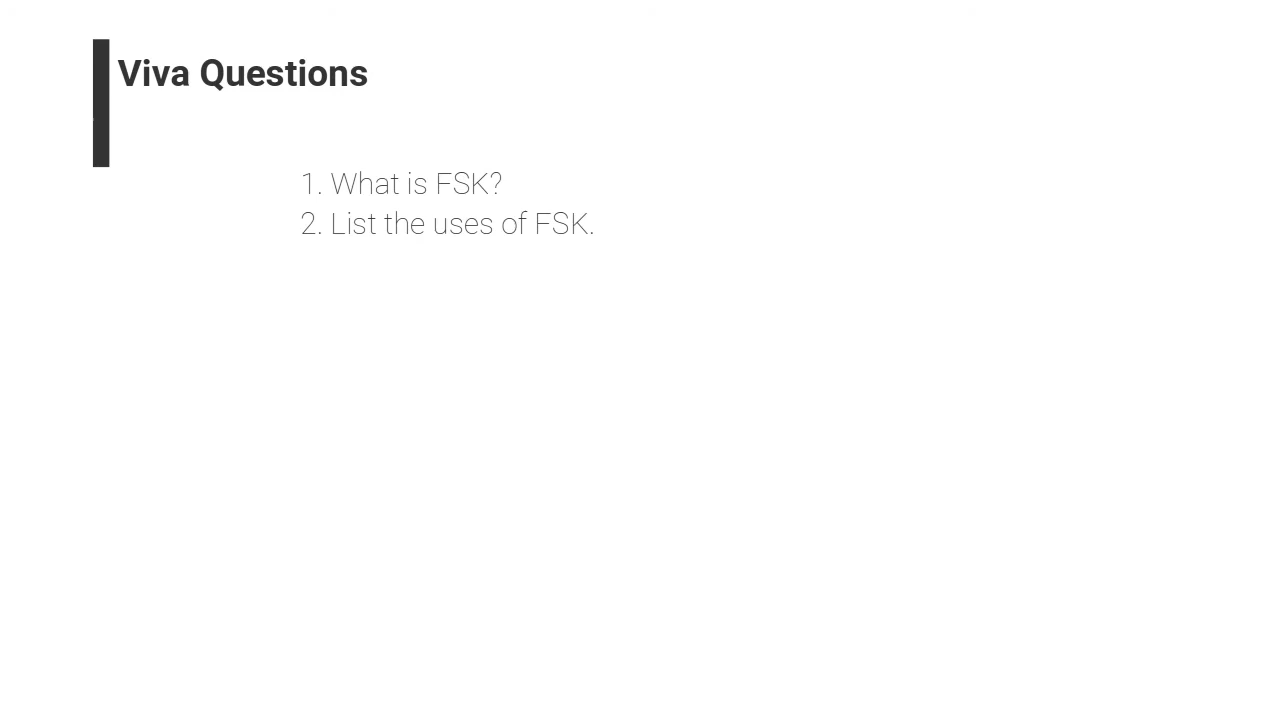 Viva Questions
1. What is FSK?
2. List the uses of FSK.